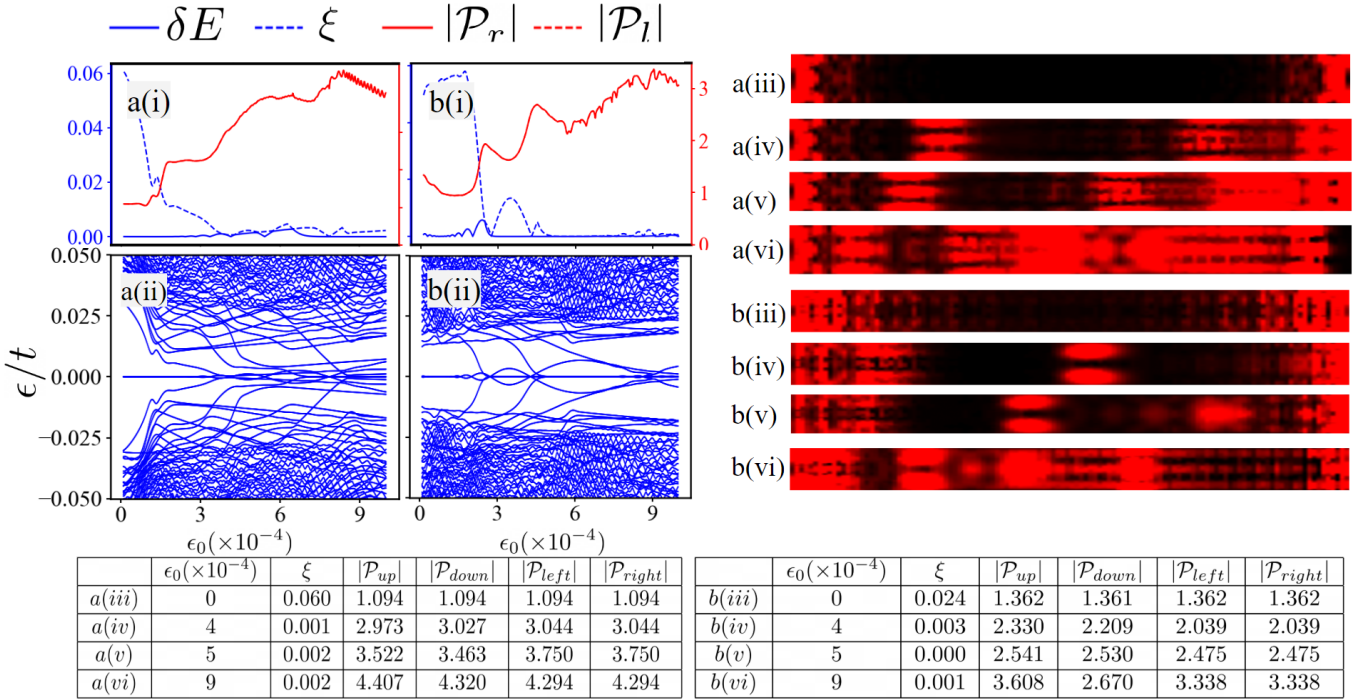 δE ξ |𝒫_r| |𝒫_l|
0.06
0.04
0.02
0.00
a(i)
b(i)
3
2
1
0
ϵ/t
0.050
0.025
0.000
−0.025
−0.050
a(ii)
b(ii)
0 3 6 9
0 3 6 9
ϵ₀(×10⁻⁴)
ϵ₀(×10⁻⁴)
a(iii)
a(iv)
a(v)
a(vi)
b(iii)
b(iv)
b(v)
b(vi)
ϵ₀(×10⁻⁴) ξ |𝒫_up| |𝒫_down| |𝒫_left| |𝒫_right|
a(iii) 0 0.060 1.094 1.094 1.094 1.094
a(iv) 4 0.001 2.973 3.027 3.044 3.044
a(v) 5 0.002 3.522 3.463 3.750 3.750
a(vi) 9 0.002 4.407 4.320 4.294 4.294
ϵ₀(×10⁻⁴) ξ |𝒫_up| |𝒫_down| |𝒫_left| |𝒫_right|
b(iii) 0 0.024 1.362 1.361 1.362 1.362
b(iv) 4 0.003 2.330 2.209 2.039 2.039
b(v) 5 0.000 2.541 2.530 2.475 2.475
b(vi) 9 0.001 3.608 2.670 3.338 3.338